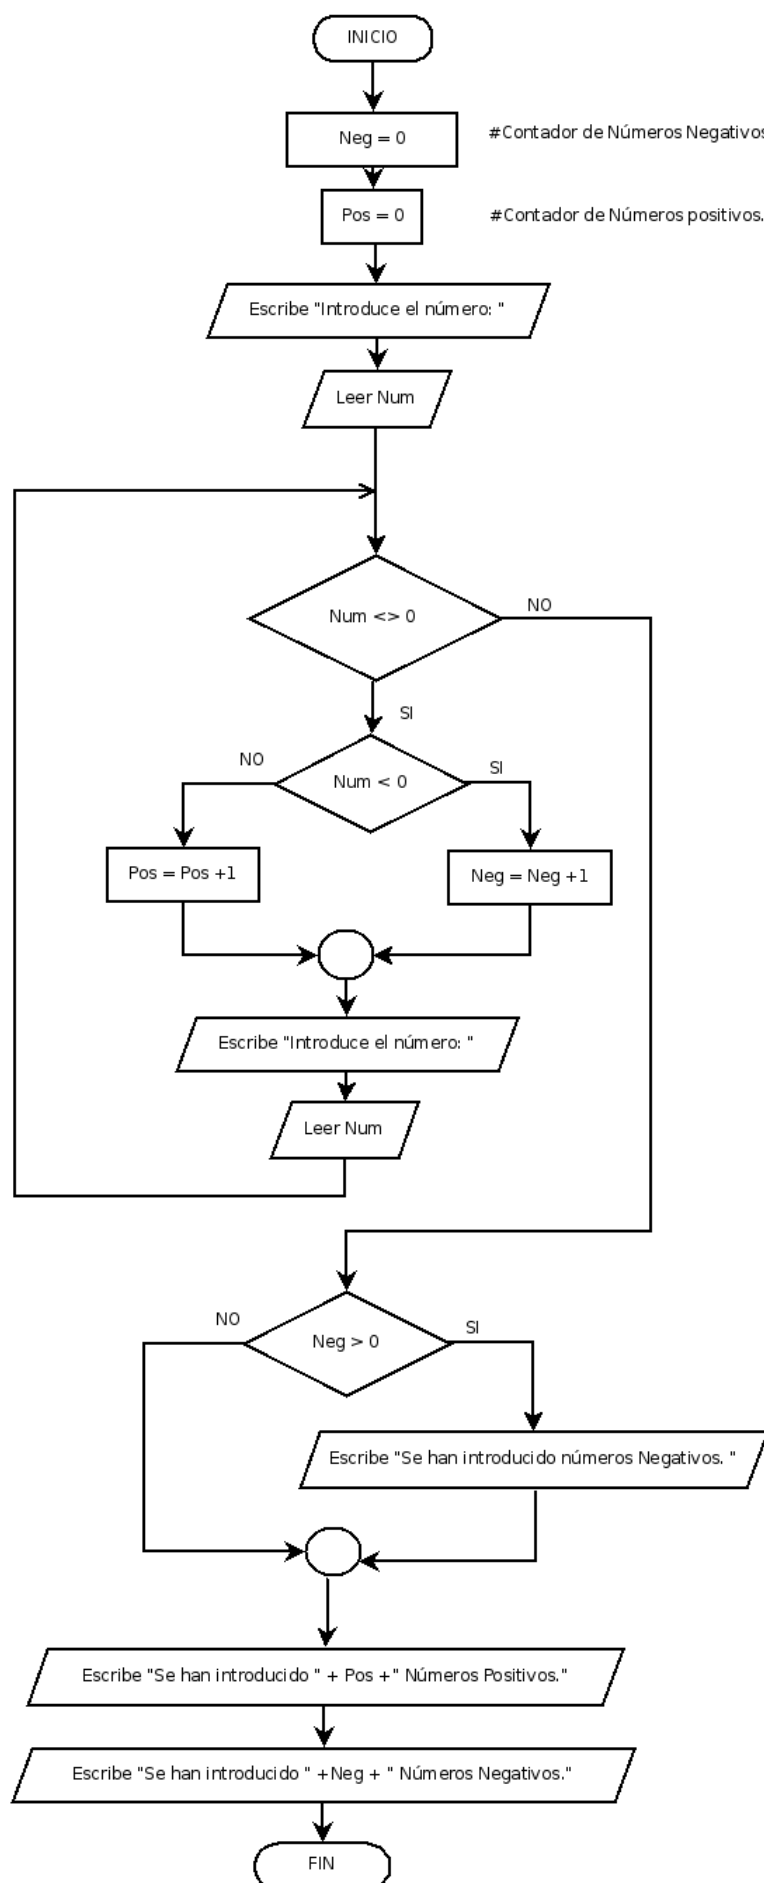 INICIO
Neg = 0
#Contador de Números Negativos
Pos = 0
#Contador de Números positivos.
Escribe "Introduce el número: "
Leer Num
Num <> 0
NO
SI
NO
Num < 0
SI
Pos = Pos +1
Neg = Neg +1
Escribe "Introduce el número: "
Leer Num
NO
Neg > 0
SI
Escribe "Se han introducido números Negativos. "
Escribe "Se han introducido " + Pos +" Números Positivos."
Escribe "Se han introducido " +Neg + " Números Negativos."
FIN